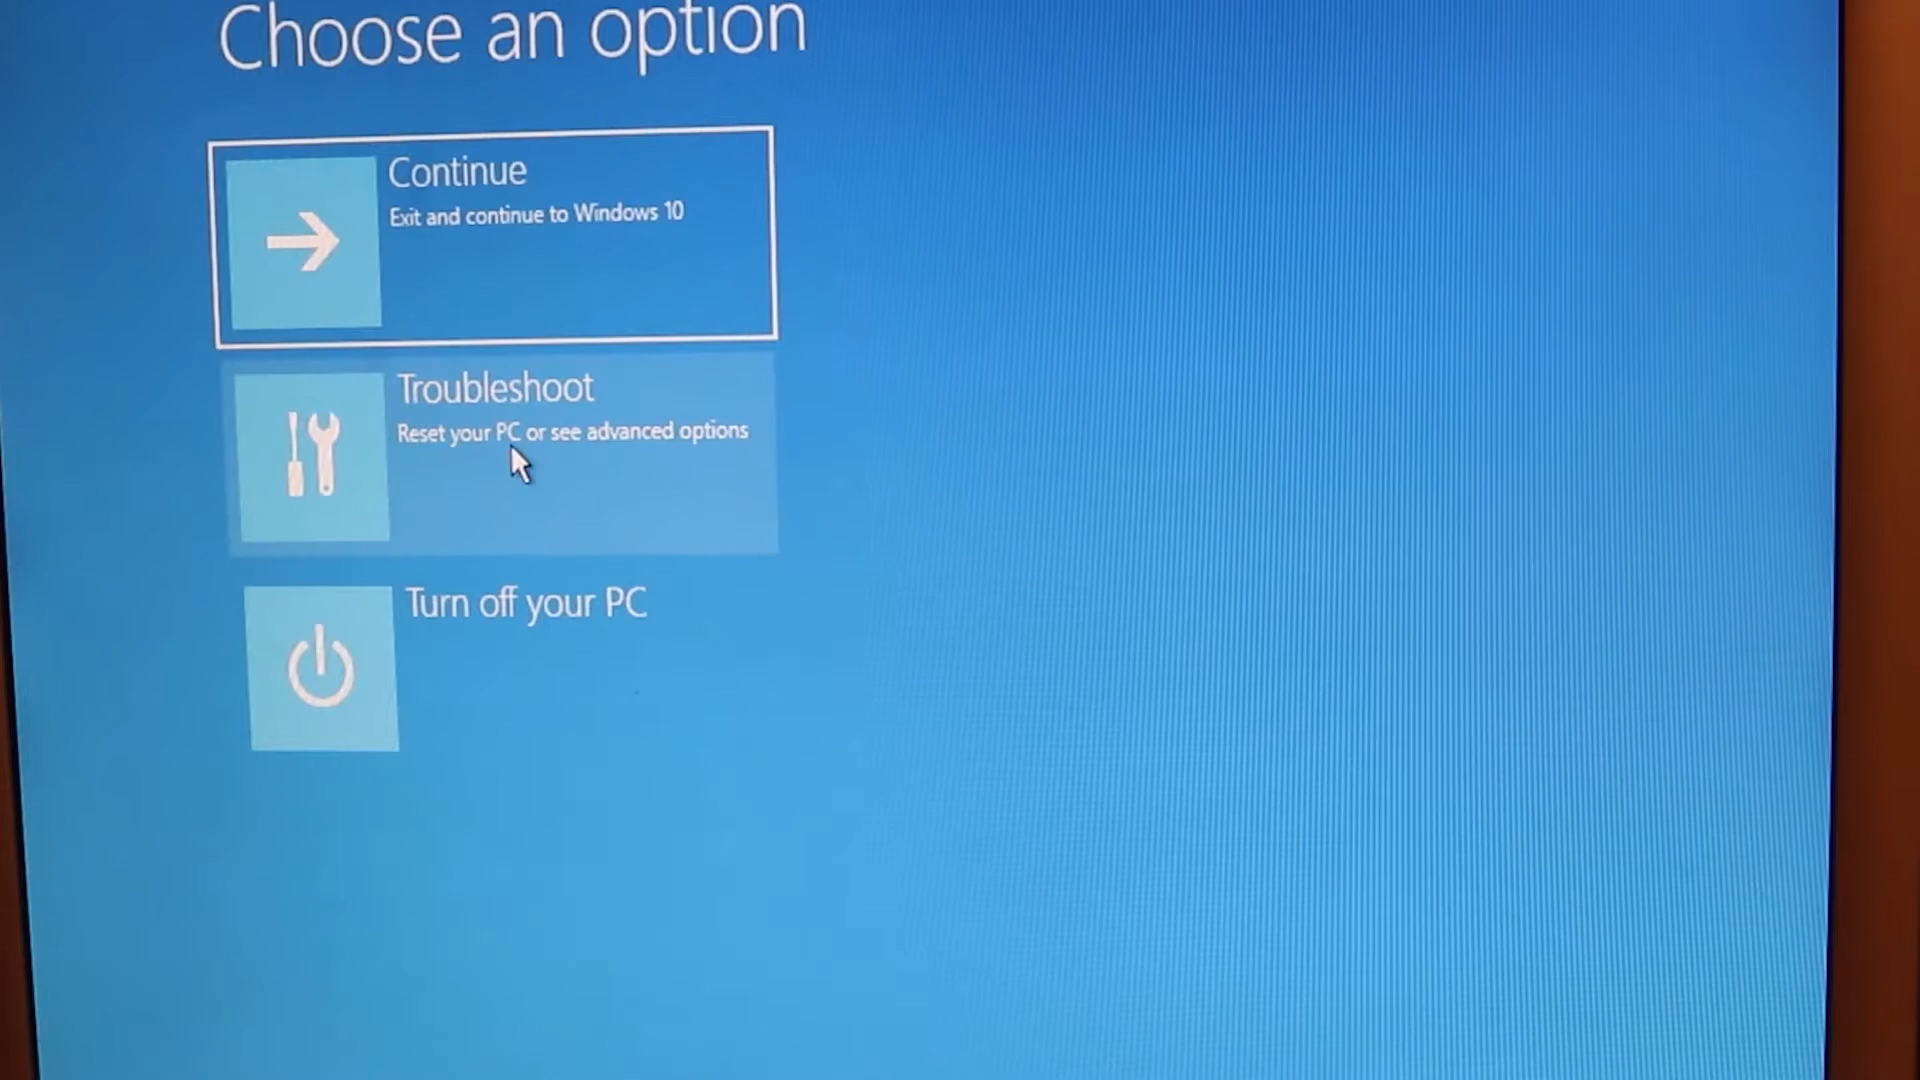 Choose an option
Continue
Exit and continue to Windows 10
Troubleshoot
Reset your PC or see advanced options
Turn off your PC